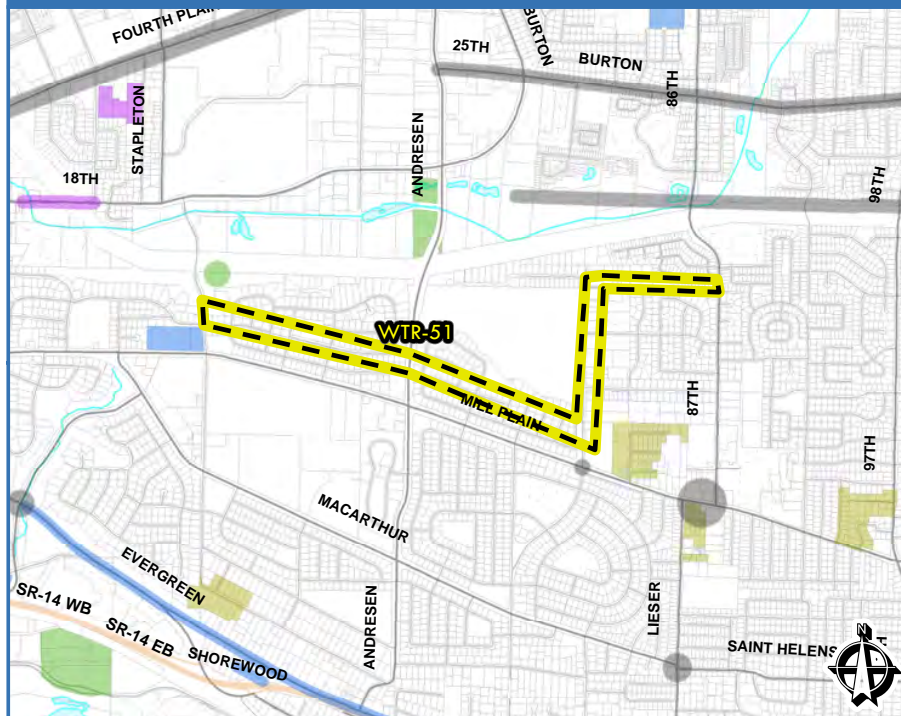 FOURTH PLAIN
BURTON
25TH
BURTON
86TH
STAPLETON
ANDRESEN
18TH
98TH
WTR-51
MILL PLAIN
87TH
97TH
MACARTHUR
EVERGREEN
ANDRESEN
LIESER
SR-14 WB
SR-14 EB
SHOREWOOD
SAINT HELENS
N